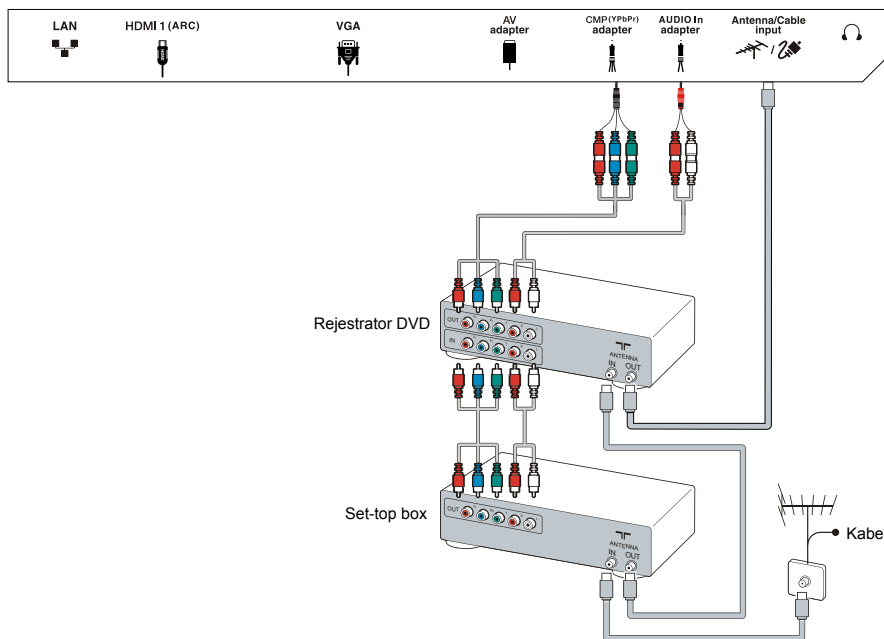 LAN
HDMI 1 (ARC)
VGA
AV
adapter
CMP (YPbPr)
adapter
AUDIO In
adapter
Antenna/Cable
input
/
Rejestrator DVD
OUT
IN
ANTENNA
IN OUT
Set-top box
OUT
ANTENNA
IN OUT
Kabe